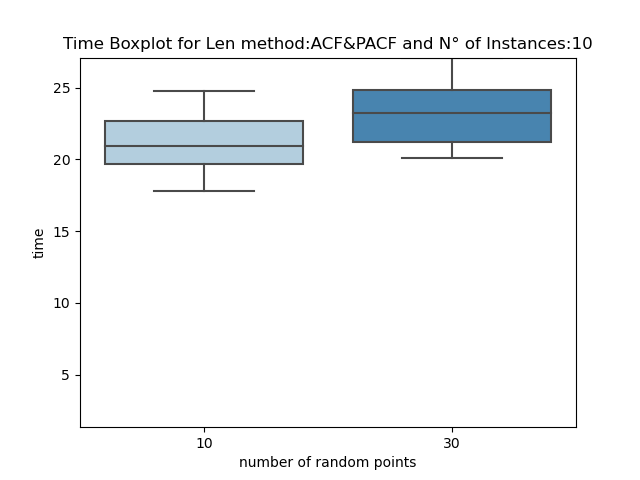 Time Boxplot for Len method:ACF&PACF and N° of Instances:10
25
20
15
10
5
time
10 30
number of random points